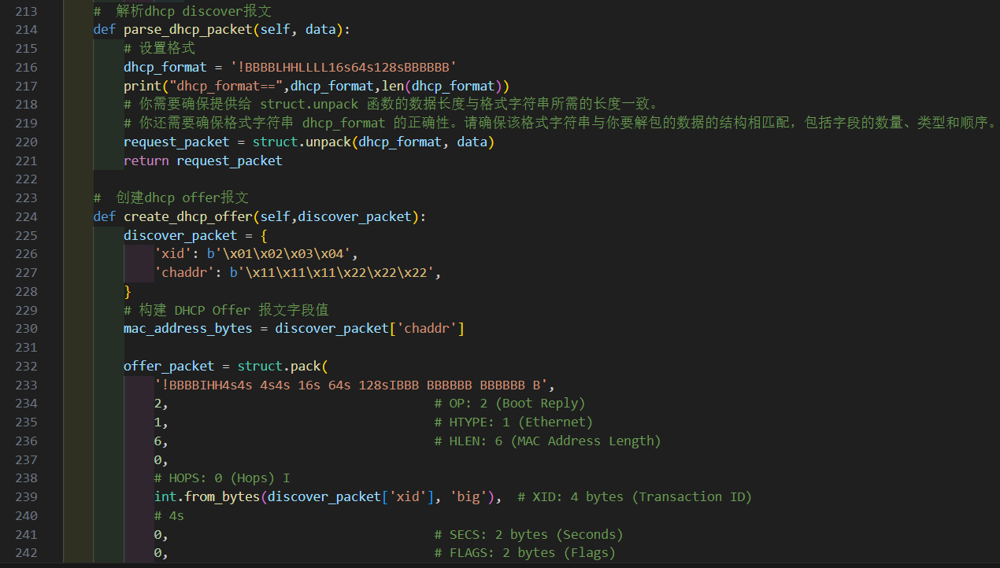 213 #  解析dhcp discover报文
214 def parse_dhcp_packet(self, data):
215 # 设置格式
216 dhcp_format = '!BBBBLHHLLLL16s64s128sBBBBBB'
217 print("dhcp_format==",dhcp_format,len(dhcp_format))
218 # 你需要确保提供给 struct.unpack 函数的数据长度与格式字符串所需的长度一致。
219 # 你还需要确保格式字符串 dhcp_format 的正确性。请确保该格式字符串与你要解包的数据的结构相匹配，包括字段的数量、类型和顺序。
220 request_packet = struct.unpack(dhcp_format, data)
221 return request_packet
222
223 #  创建dhcp offer报文
224 def create_dhcp_offer(self,discover_packet):
225 discover_packet = {
226 'xid': b'\x01\x02\x03\x04',
227 'chaddr': b'\x11\x11\x11\x22\x22\x22',
228 }
229 # 构建 DHCP Offer 报文字段值
230 mac_address_bytes = discover_packet['chaddr']
231
232 offer_packet = struct.pack(
233 '!BBBBIHH4s4s 4s4s 16s 64s 128sIBBB BBBBBB BBBBBB B',
234 2, # OP: 2 (Boot Reply)
235 1, # HTYPE: 1 (Ethernet)
236 6, # HLEN: 6 (MAC Address Length)
237 0,
238 # HOPS: 0 (Hops) I
239 int.from_bytes(discover_packet['xid'], 'big'), # XID: 4 bytes (Transaction ID)
240 # 4s
241 0, # SECS: 2 bytes (Seconds)
242 0, # FLAGS: 2 bytes (Flags)